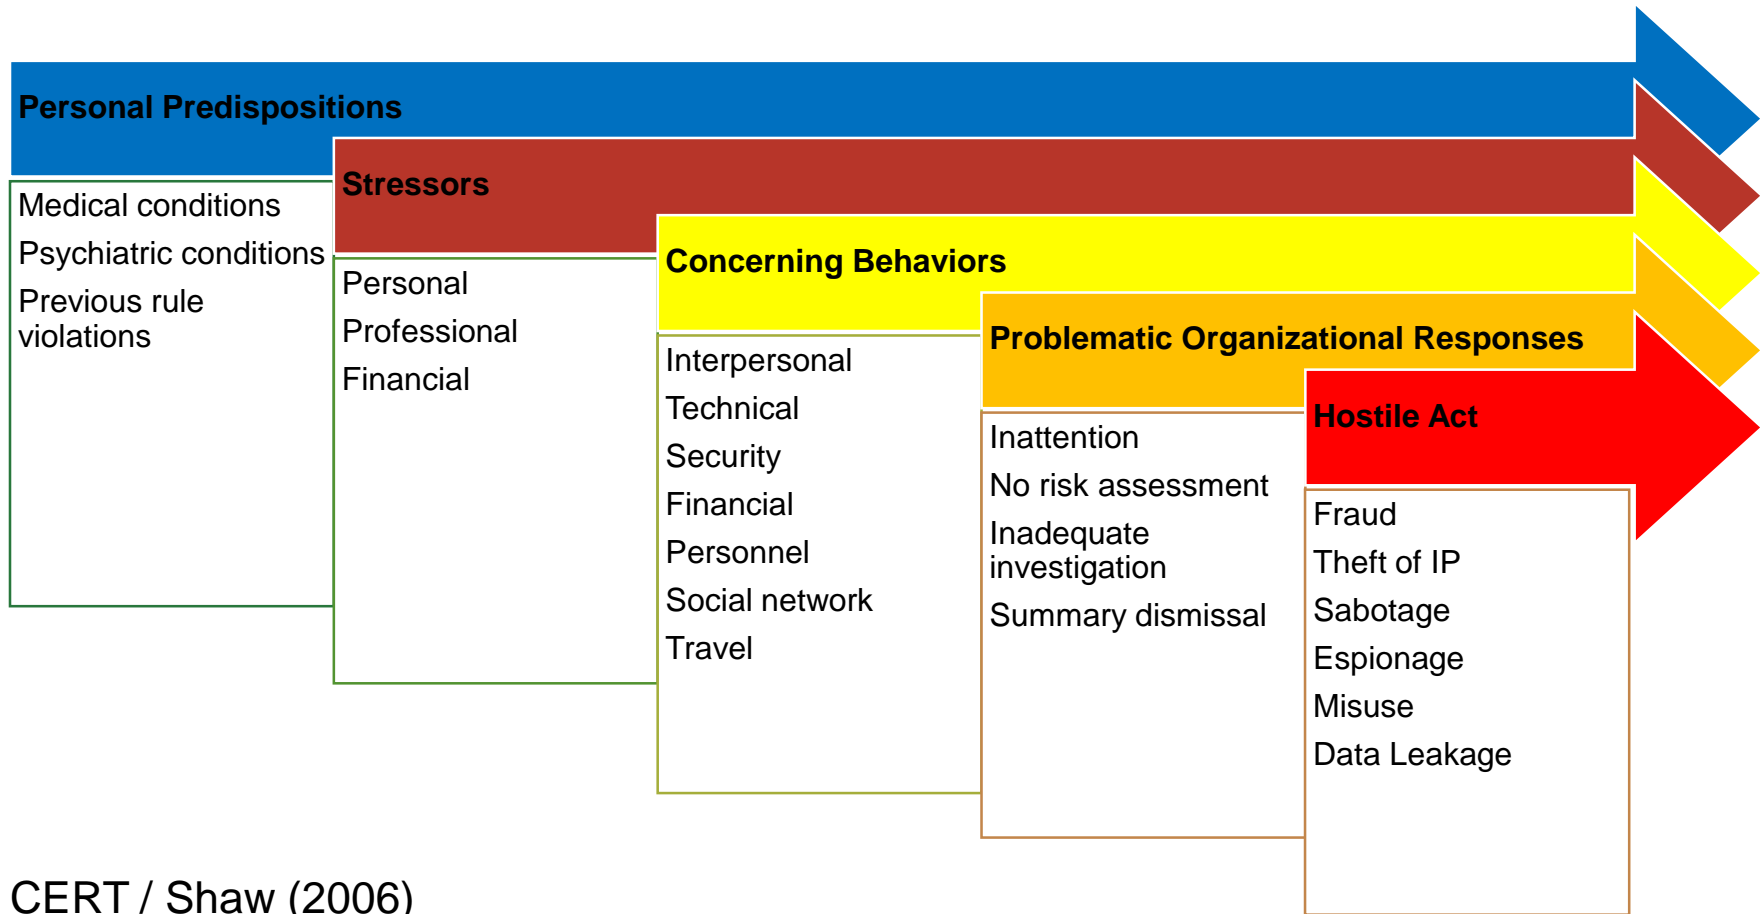 Personal Predispositions
Medical conditions
Psychiatric conditions
Previous rule
violations
Stressors
Personal
Professional
Financial
Concerning Behaviors
Interpersonal
Technical
Security
Financial
Personnel
Social network
Travel
Problematic Organizational Responses
Inattention
No risk assessment
Inadequate
investigation
Summary dismissal
Hostile Act
Fraud
Theft of IP
Sabotage
Espionage
Misuse
Data Leakage
CERT / Shaw (2006)